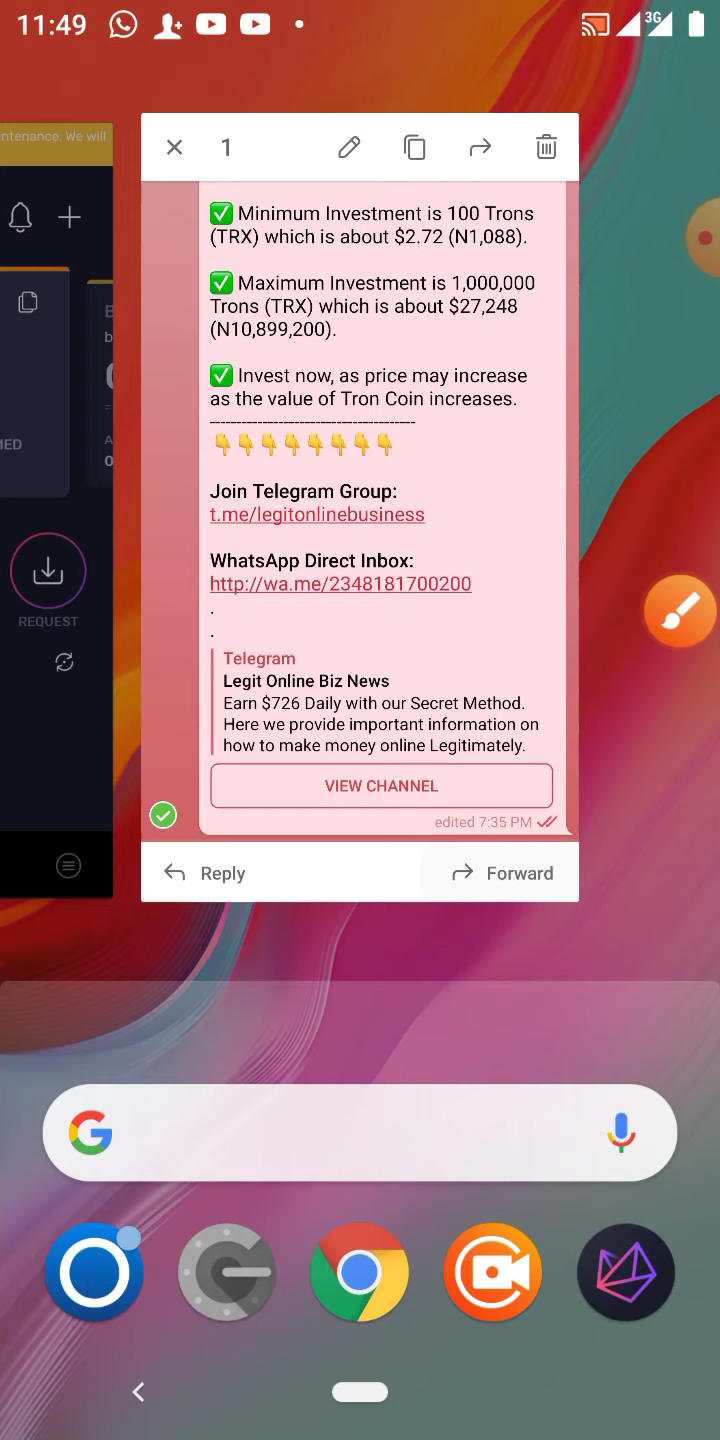 11:49
3G
ntenance. We will
1
✅ Minimum Investment is 100 Trons
(TRX) which is about $2.72 (N1,088).
✅ Maximum Investment is 1,000,000
Trons (TRX) which is about $27,248
(N10,899,200).
✅ Invest now, as price may increase
as the value of Tron Coin increases.
-------------------------------------
👇👇👇👇👇👇👇👇
Join Telegram Group:
t.me/legitonlinebusiness
WhatsApp Direct Inbox:
http://wa.me/2348181700200
.
.
Telegram
Legit Online Biz News
Earn $726 Daily with our Secret Method.
Here we provide important information on
how to make money online Legitimately.
VIEW CHANNEL
edited 7:35 PM
Reply
Forward
B
b
MED
A
0
REQUEST